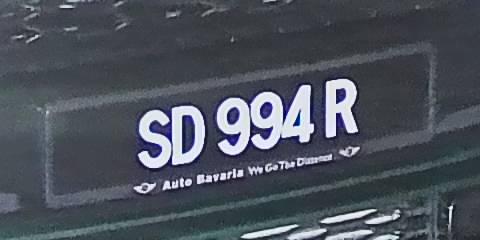 SD 994 R
Auto Bavaria We Go The Distance